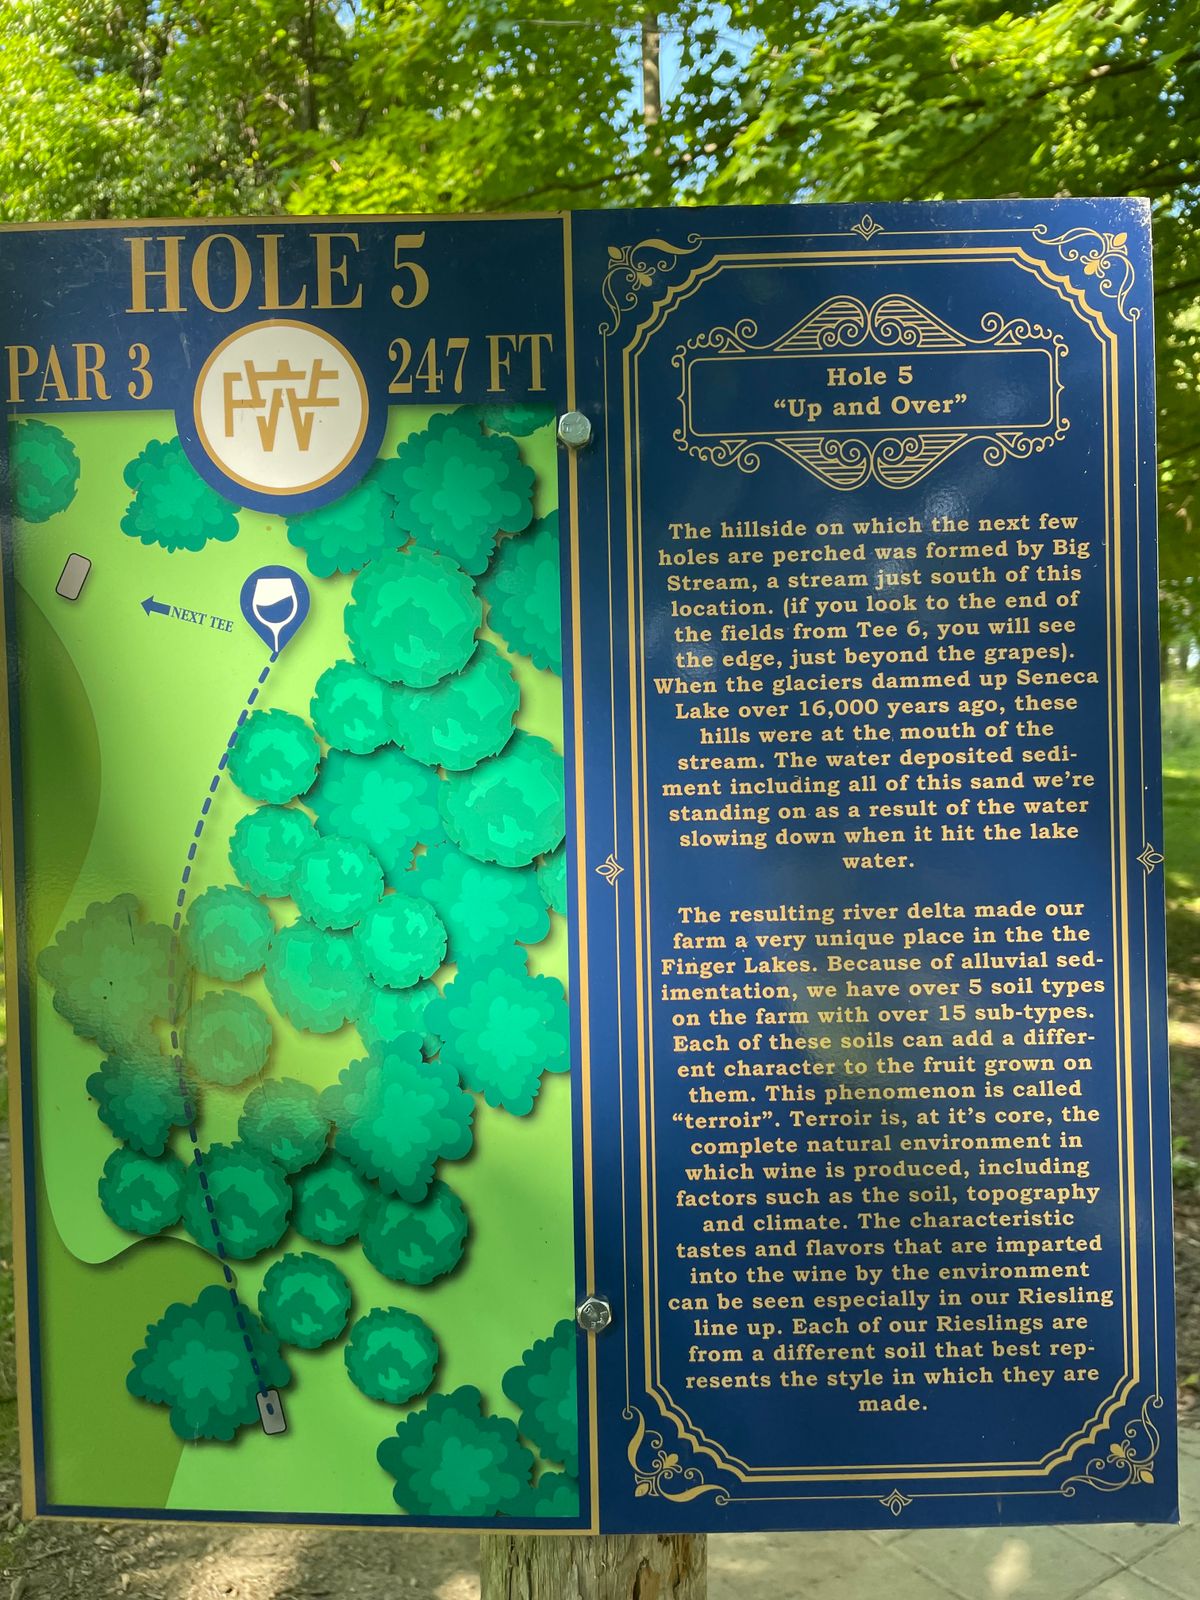 HOLE 5
PAR 3
247 FT
FWF
NEXT TEE
Hole 5
“Up and Over”
The hillside on which the next few
holes are perched was formed by Big
Stream, a stream just south of this
location. (if you look to the end of
the fields from Tee 6, you will see
the edge, just beyond the grapes).
When the glaciers dammed up Seneca
Lake over 16,000 years ago, these
hills were at the mouth of the
stream. The water deposited sedi-
ment including all of this sand we’re
standing on as a result of the water
slowing down when it hit the lake
water.
The resulting river delta made our
farm a very unique place in the the
Finger Lakes. Because of alluvial sed-
imentation, we have over 5 soil types
on the farm with over 15 sub-types.
Each of these soils can add a differ-
ent character to the fruit grown on
them. This phenomenon is called
“terroir”. Terroir is, at it’s core, the
complete natural environment in
which wine is produced, including
factors such as the soil, topography
and climate. The characteristic
tastes and flavors that are imparted
into the wine by the environment
can be seen especially in our Riesling
line up. Each of our Rieslings are
from a different soil that best rep-
resents the style in which they are
made.